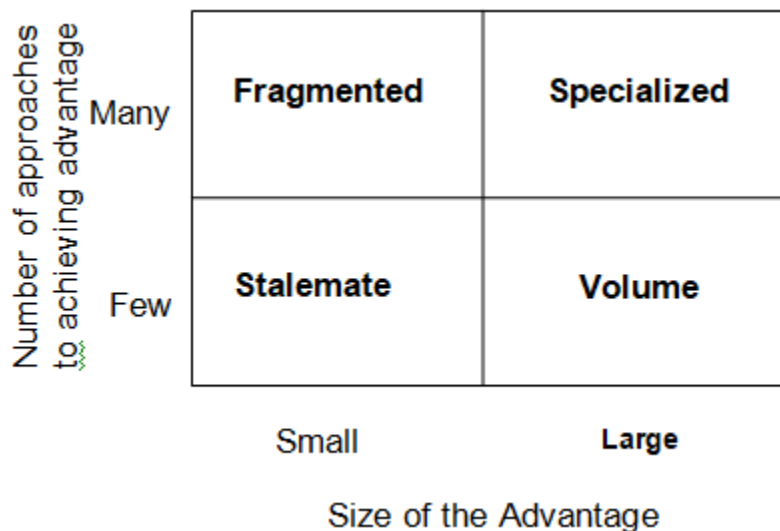 Number of approaches
to achieving advantage
Many
Fragmented
Specialized
Few
Stalemate
Volume
Small
Large
Size of the Advantage